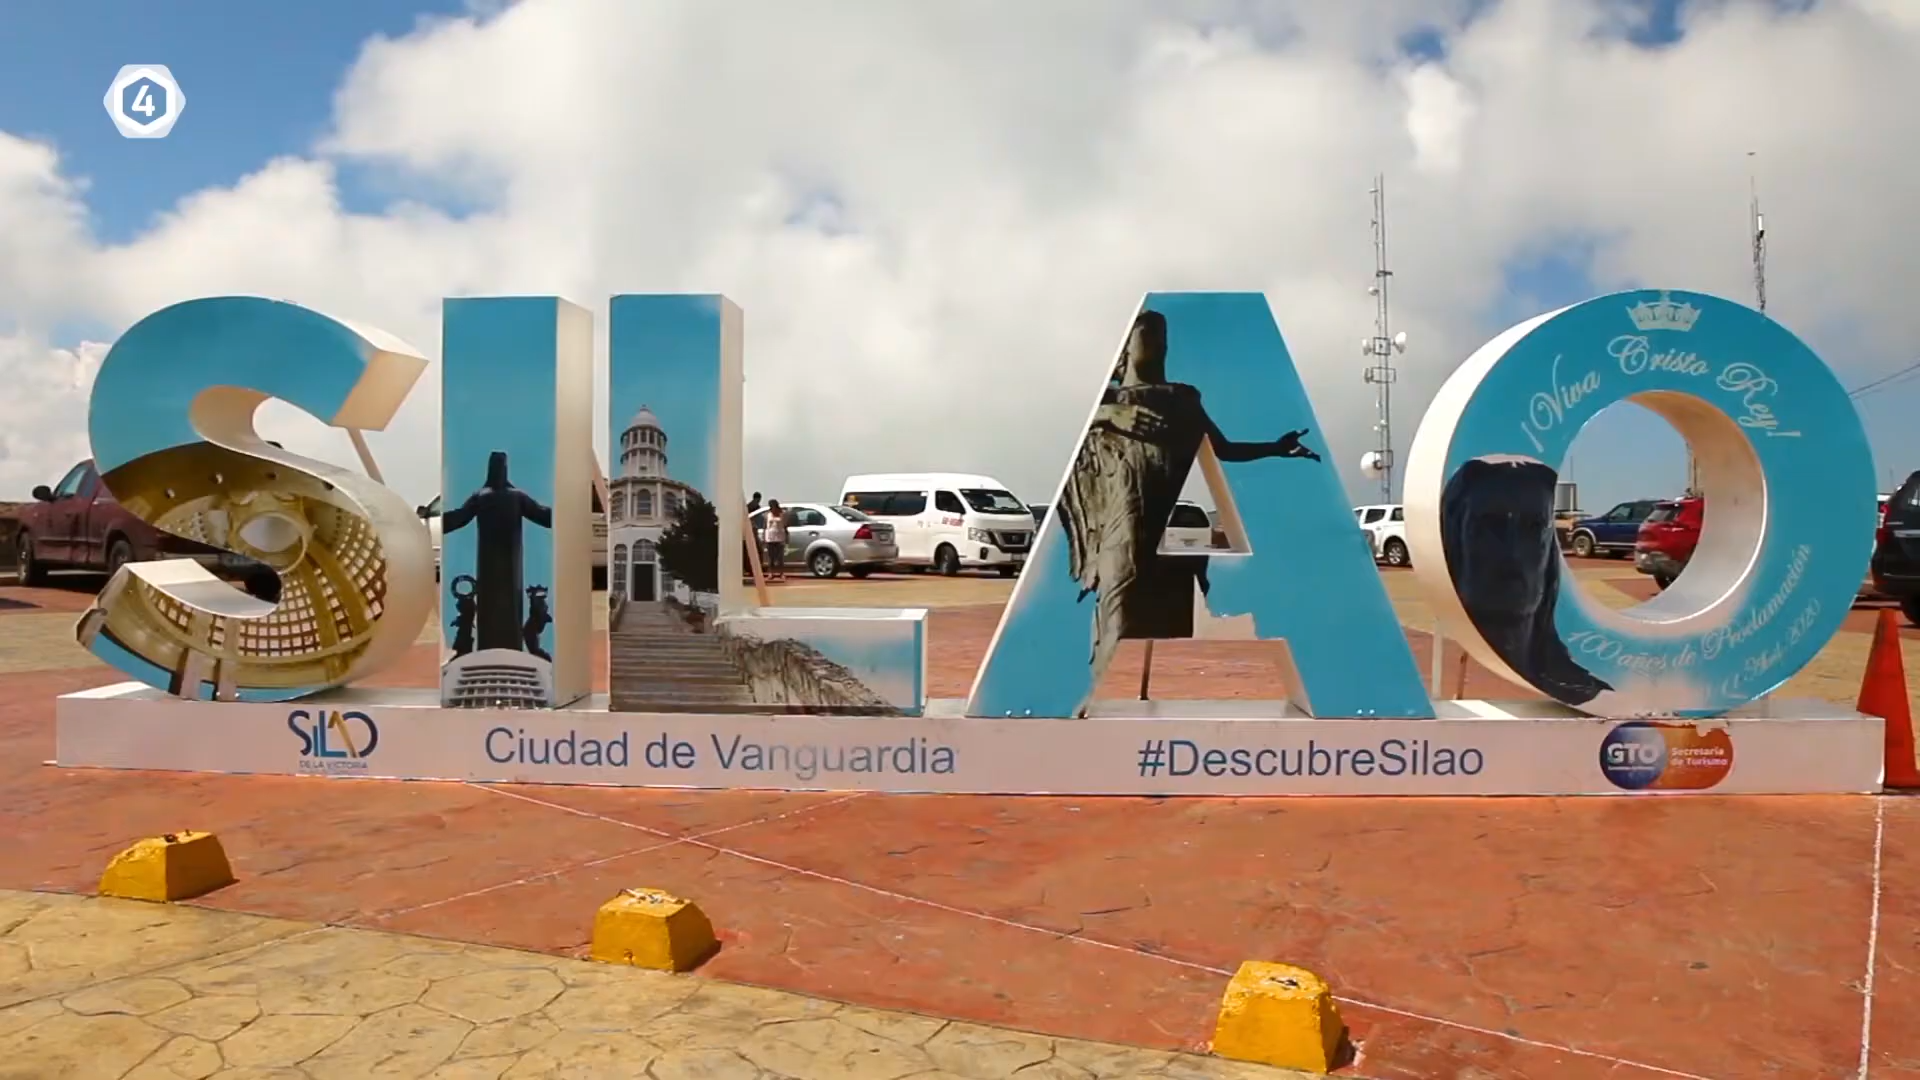 4
SILAO
¡Viva Cristo Rey!
100 años de Proclamación
SILAO
DE LA VICTORIA
Ciudad de Vanguardia
#DescubreSilao
GTO
Secretaría
de Turismo